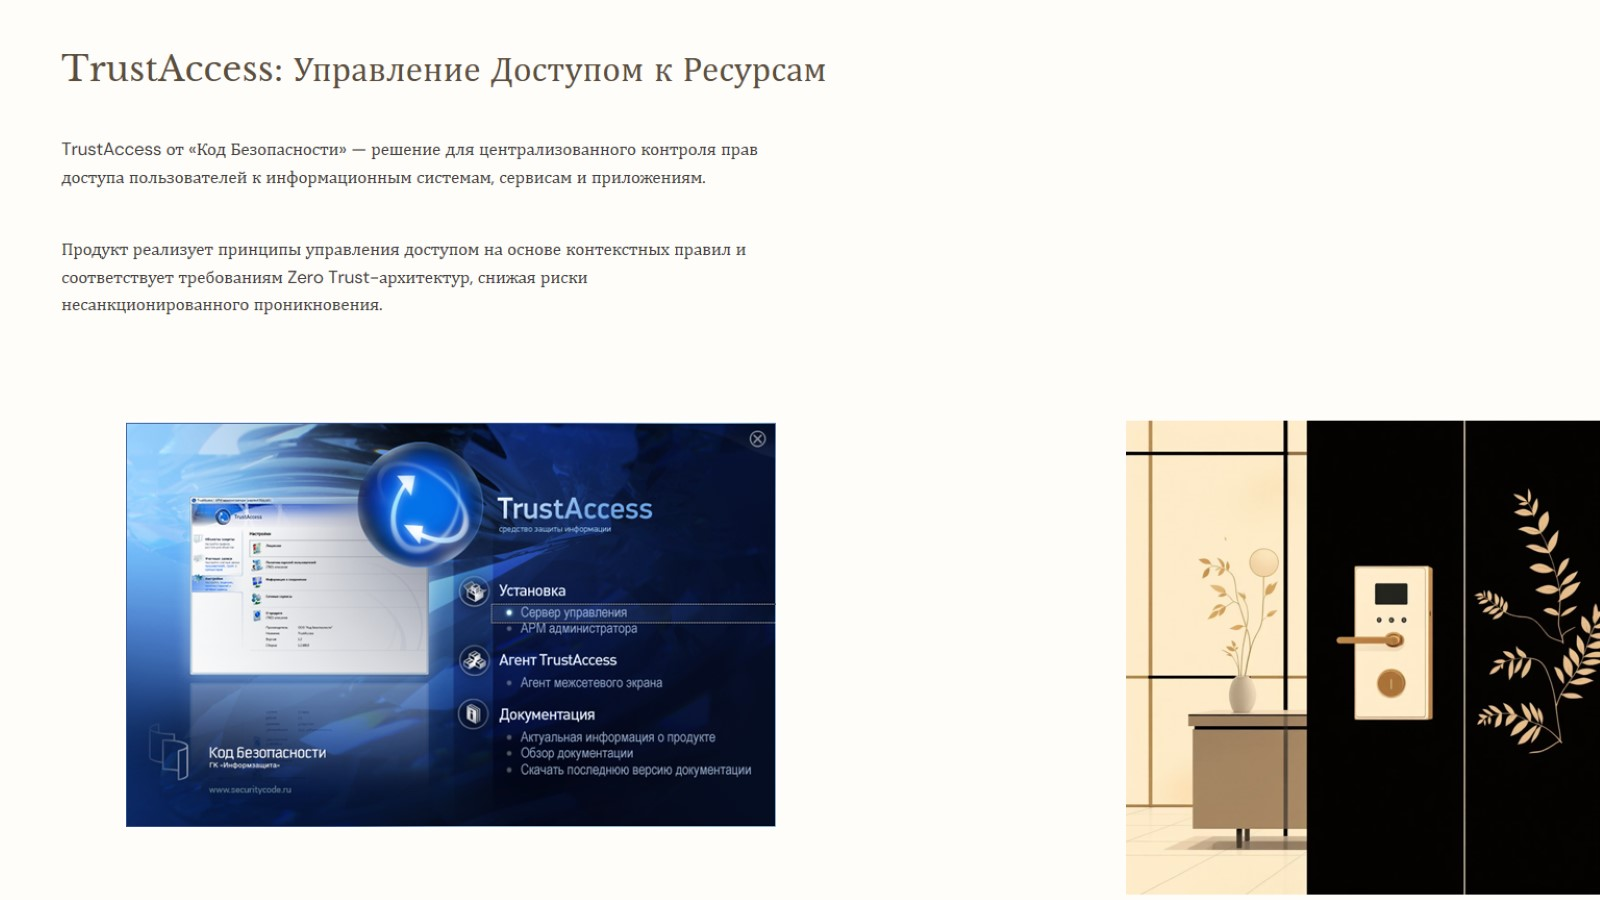 TrustAccess: Управление Доступом к Ресурсам
TrustAccess от «Код Безопасности» — решение для централизованного контроля прав
доступа пользователей к информационным системам, сервисам и приложениям.
Продукт реализует принципы управления доступом на основе контекстных правил и
соответствует требованиям Zero Trust-архитектур, снижая риски
несанкционированного проникновения.
TrustAccess
TrustAccess
средство защиты информации
Установка
Сервер управления
АРМ администратора
Агент TrustAccess
Агент межсетевого экрана
Документация
Актуальная информация о продукте
Обзор документации
Скачать последнюю версию документации
Код Безопасности
ГК «Информзащита»
www.securitycode.ru